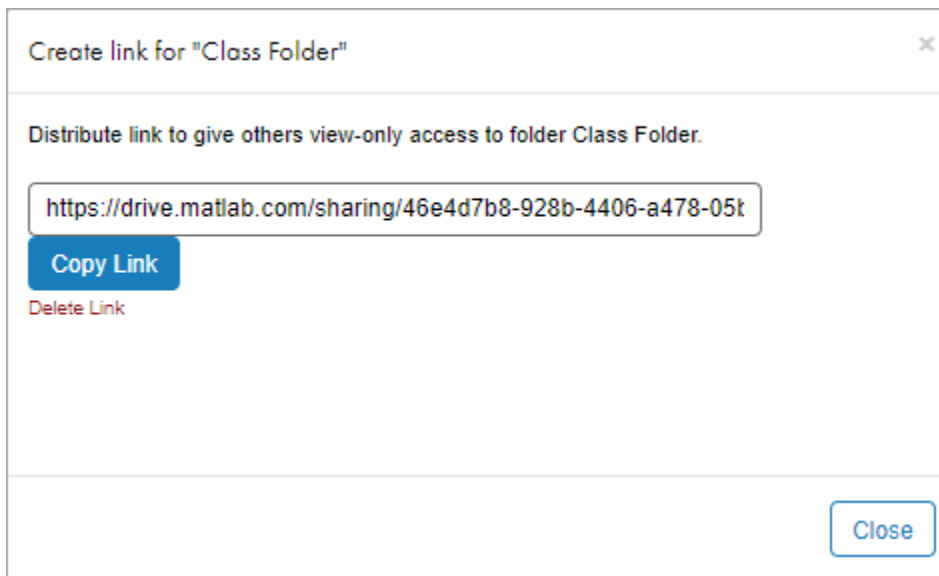 Create link for "Class Folder"
×
Distribute link to give others view-only access to folder Class Folder.
https://drive.matlab.com/sharing/46e4d7b8-928b-4406-a478-05b
Copy Link
Delete Link
Close